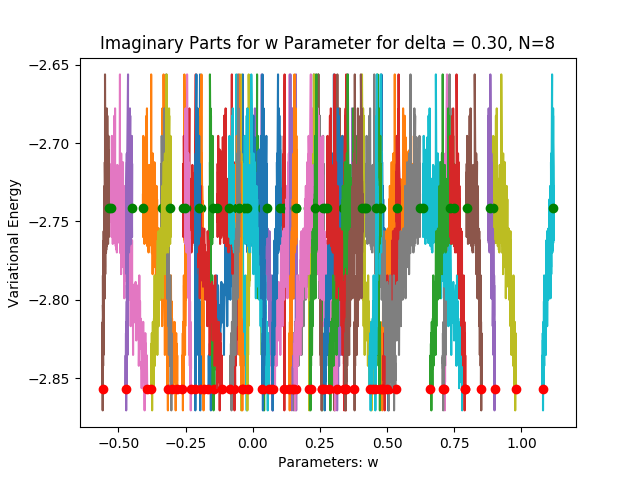 Imaginary Parts for w Parameter for delta = 0.30, N=8
Variational Energy
−2.65
−2.70
−2.75
−2.80
−2.85
−0.50 −0.25 0.00 0.25 0.50 0.75 1.00
Parameters: w